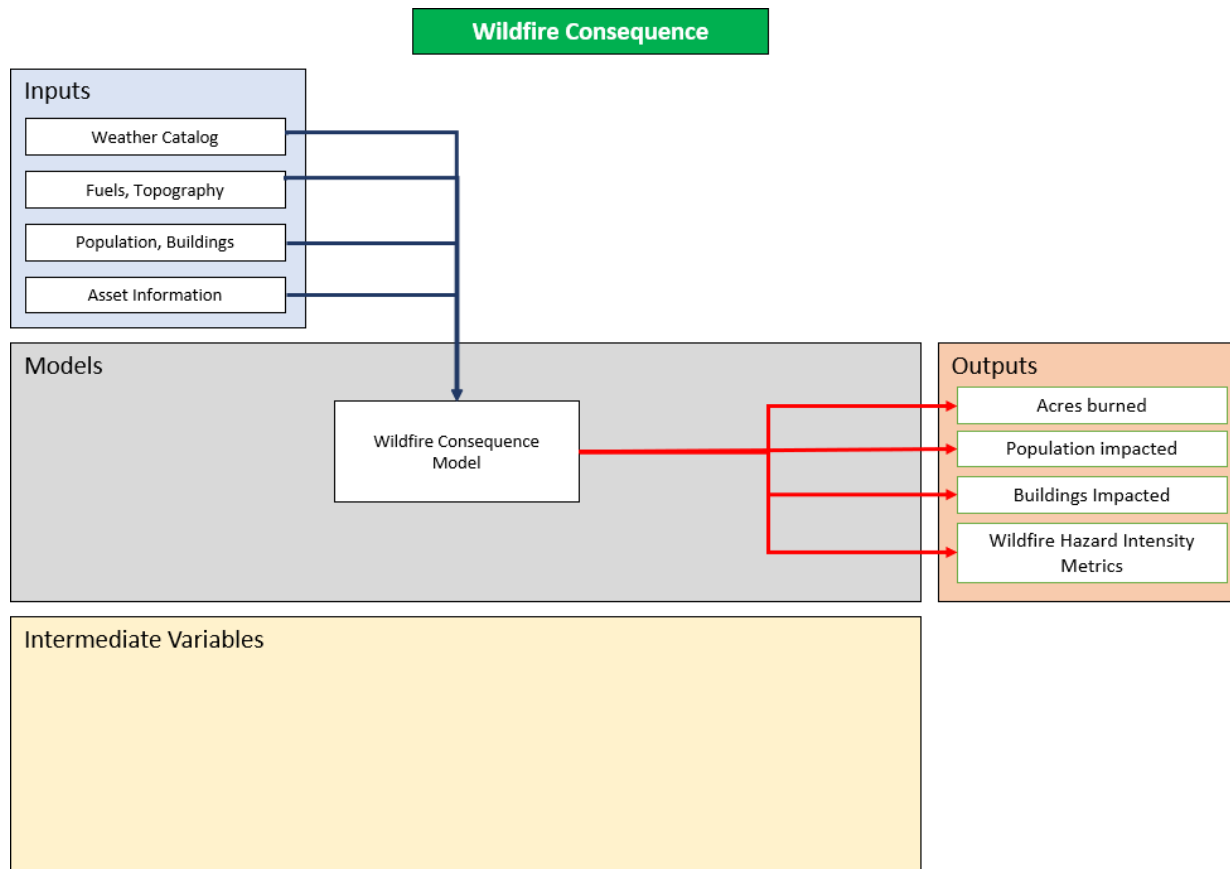 Wildfire Consequence
Inputs
Weather Catalog
Fuels, Topography
Population, Buildings
Asset Information
Models
Wildfire Consequence
Model
Outputs
Acres burned
Population impacted
Buildings Impacted
Wildfire Hazard Intensity
Metrics
Intermediate Variables